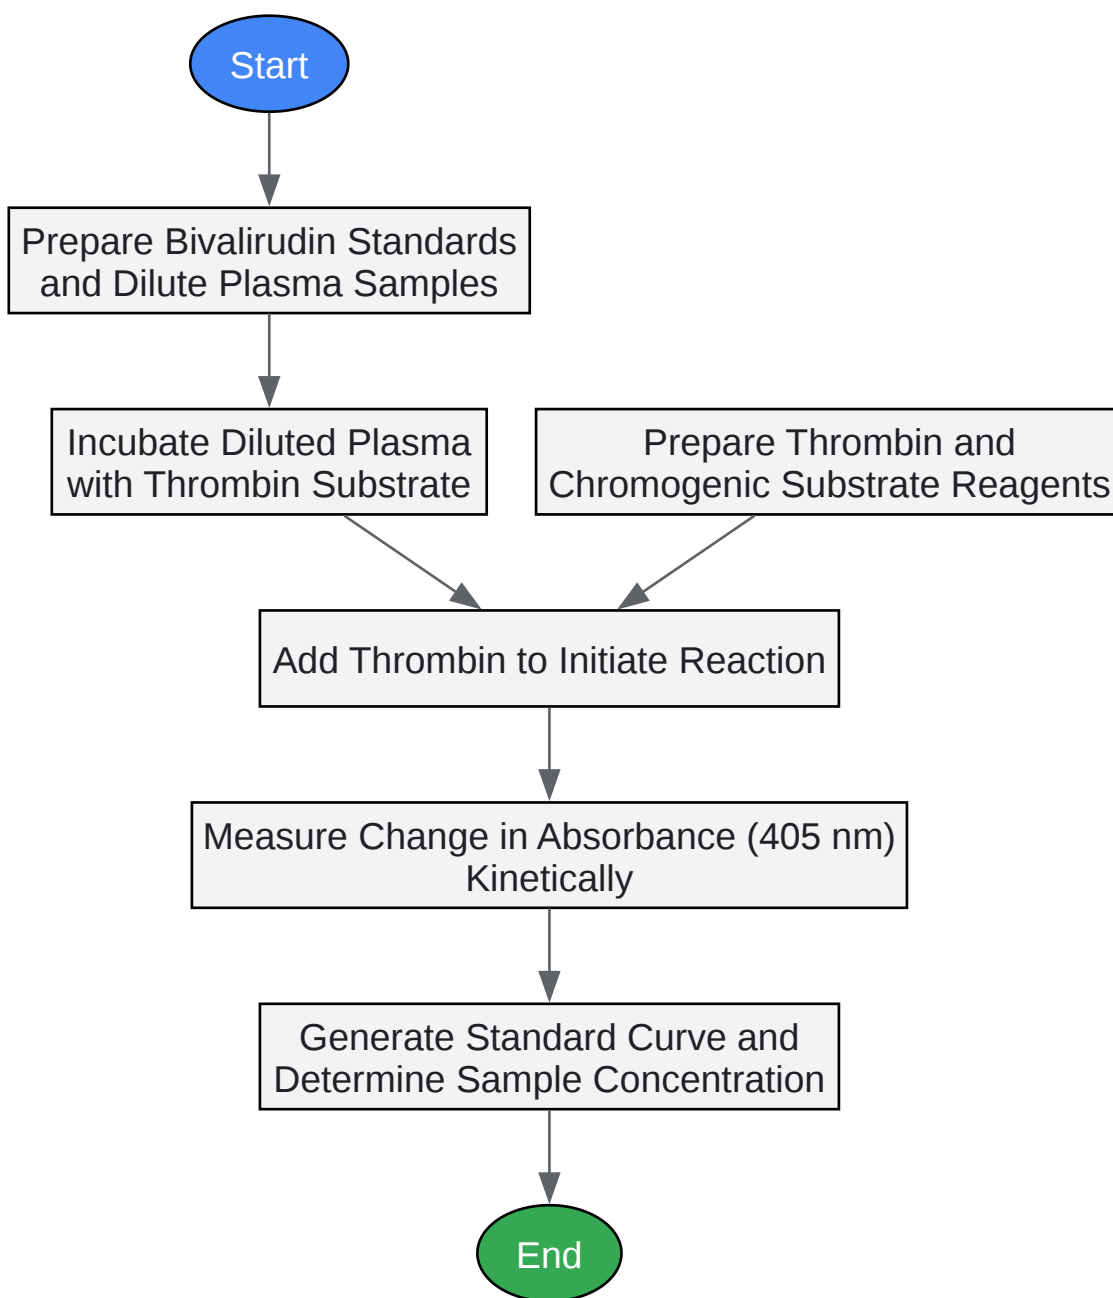 Start
Prepare Bivalirudin Standards
and Dilute Plasma Samples
Incubate Diluted Plasma
with Thrombin Substrate
Prepare Thrombin and
Chromogenic Substrate Reagents
Add Thrombin to Initiate Reaction
Measure Change in Absorbance (405 nm)
Kinetically
Generate Standard Curve and
Determine Sample Concentration
End